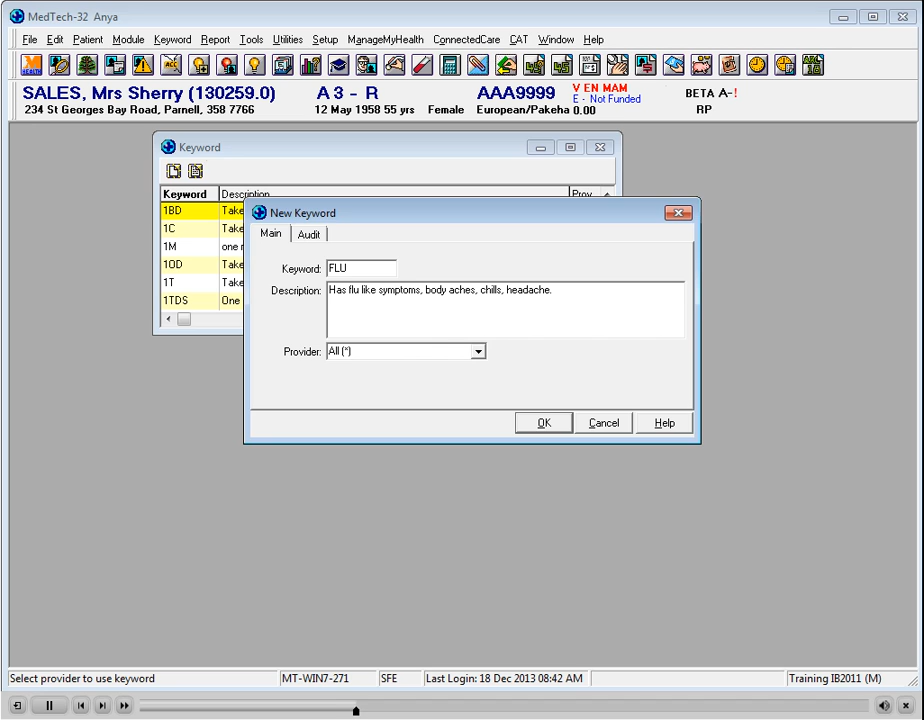 MedTech-32 Anya
File Edit Patient Module Keyword Report Tools Utilities Setup ManageMyHealth ConnectedCare CAT Window Help
SALES, Mrs Sherry (130259.0) A 3 - R AAA9999 V EN MAM BETA A-!
E - Not Funded
234 St Georges Bay Road, Parnell, 358 7766 12 May 1958 55 yrs Female European/Pakeha 0.00 RP
Keyword
Keyword Description Prov
1BD Take
1C Take
1M one
1OD Take
1T Take
1TDS One
New Keyword
Main Audit
Keyword: FLU
Description: Has flu like symptoms, body aches, chills, headache.
Provider: All (*)
OK Cancel Help
Select provider to use keyword MT-WIN7-271 SFE Last Login: 18 Dec 2013 08:42 AM Training IB2011 (M)